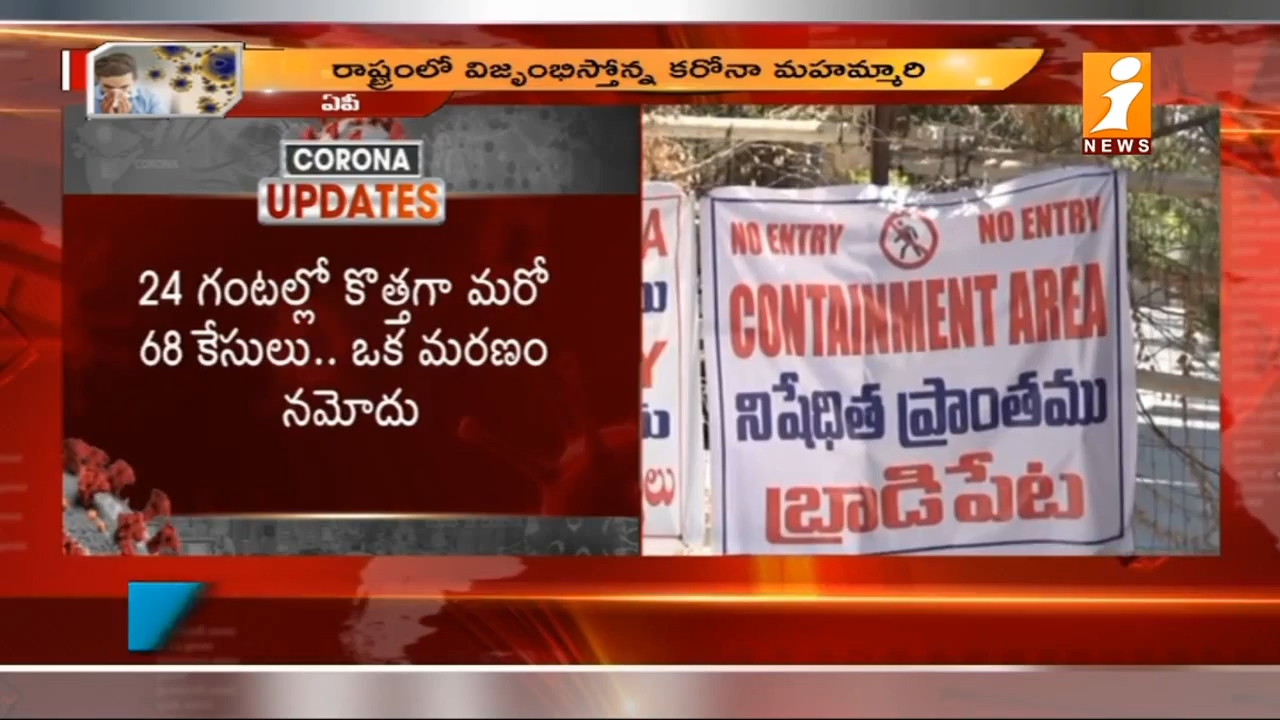 రాష్ట్రంలో విజృంభిస్తోన్న కరోనా మహమ్మారి
ఏపీ
i
NEWS
CORONA
UPDATES
24 గంటల్లో కొత్తగా మరో
68 కేసులు.. ఒక మరణం
నమోదు
NO ENTRY NO ENTRY
CONTAINMENT AREA
నిషేధిత ప్రాంతము
బ్రాడిపేట